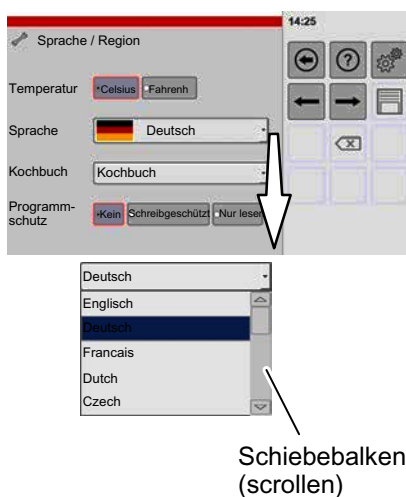 14:25
Sprache / Region
Temperatur
Celsius
Fahrenh
Sprache
Deutsch
Kochbuch
Kochbuch
Programm-
schutz
Kein
Schreibgeschützt
Nur lesen
Deutsch
Englisch
Deutsch
Francais
Dutch
Czech
Schiebebalken
(scrollen)